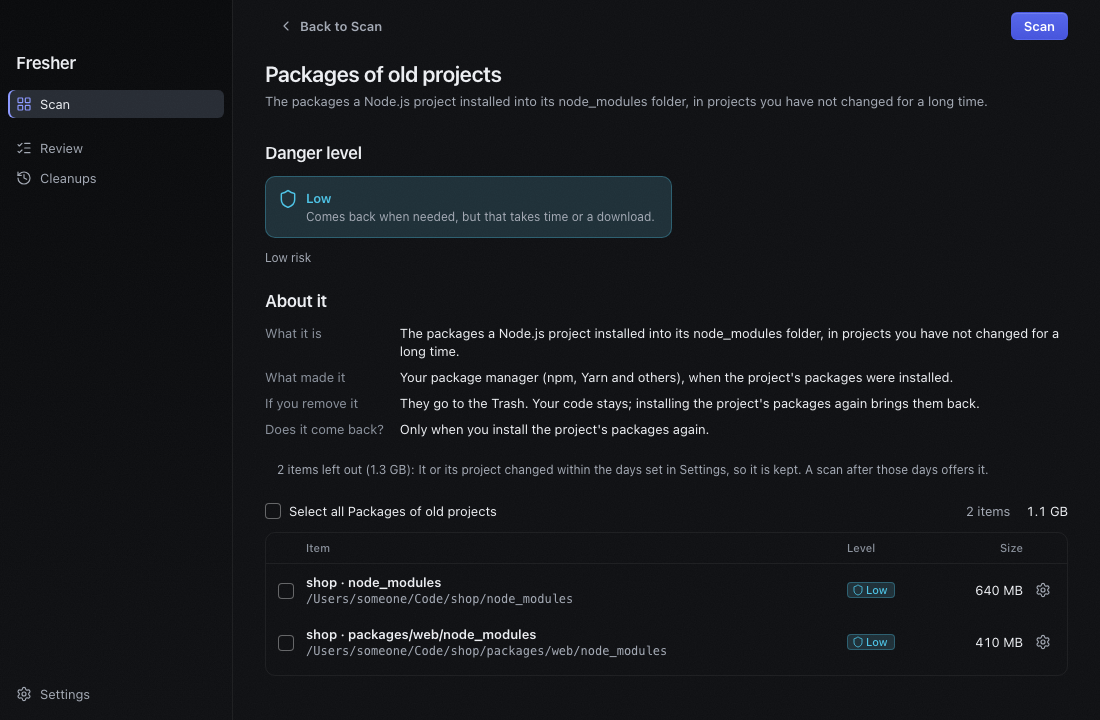 Back to Scan
Scan
Fresher
Scan
Review
Cleanups
Settings
Packages of old projects
The packages a Node.js project installed into its node_modules folder, in projects you have not changed for a long time.
Danger level
Low
Comes back when needed, but that takes time or a download.
Low risk
About it
What it is
The packages a Node.js project installed into its node_modules folder, in projects you have not changed for a
long time.
What made it
Your package manager (npm, Yarn and others), when the project's packages were installed.
If you remove it
They go to the Trash. Your code stays; installing the project's packages again brings them back.
Does it come back?
Only when you install the project's packages again.
2 items left out (1.3 GB): It or its project changed within the days set in Settings, so it is kept. A scan after those days offers it.
Select all Packages of old projects
2 items 1.1 GB
Item Level Size
shop · node_modules
/Users/someone/Code/shop/node_modules
Low
640 MB
shop · packages/web/node_modules
/Users/someone/Code/shop/packages/web/node_modules
Low
410 MB